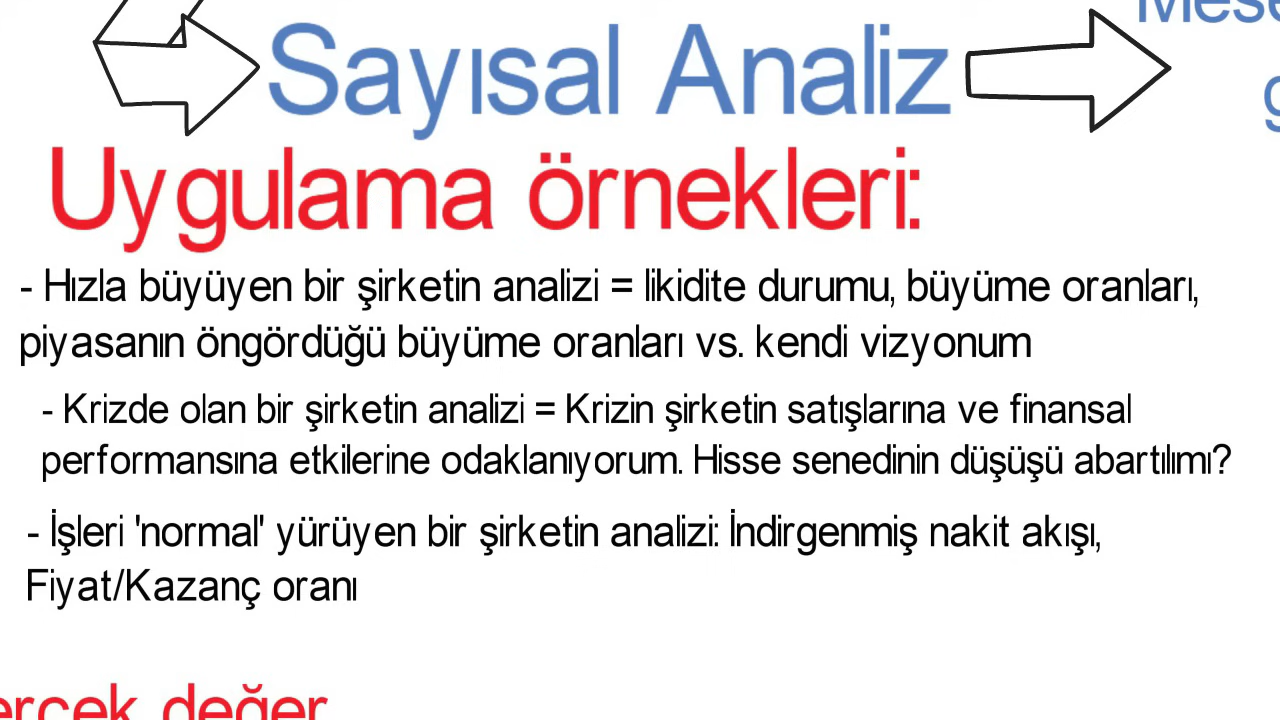 Sayısal Analiz
Uygulama örnekleri:
- Hızla büyüyen bir şirketin analizi = likidite durumu, büyüme oranları,
piyasanın öngördüğü büyüme oranları vs. kendi vizyonum
- Krizde olan bir şirketin analizi = Krizin şirketin satışlarına ve finansal
performansına etkilerine odaklanıyorum. Hisse senedinin düşüşü abartılımı?
- İşleri 'normal' yürüyen bir şirketin analizi: İndirgenmiş nakit akışı,
Fiyat/Kazanç oranı
değer